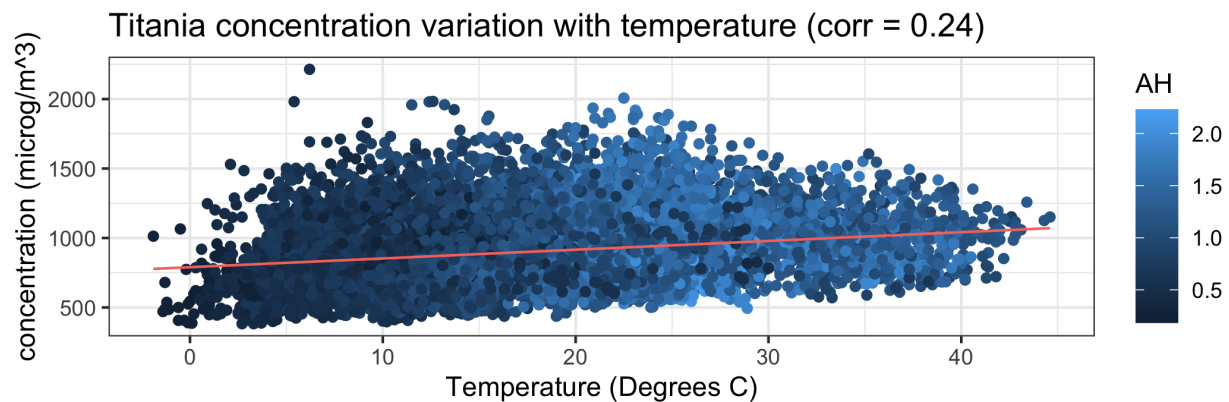 Titania concentration variation with temperature (corr = 0.24)
concentration (microg/m^3)
2000
1500
1000
500
0 10 20 30 40
Temperature (Degrees C)
AH
2.0
1.5
1.0
0.5